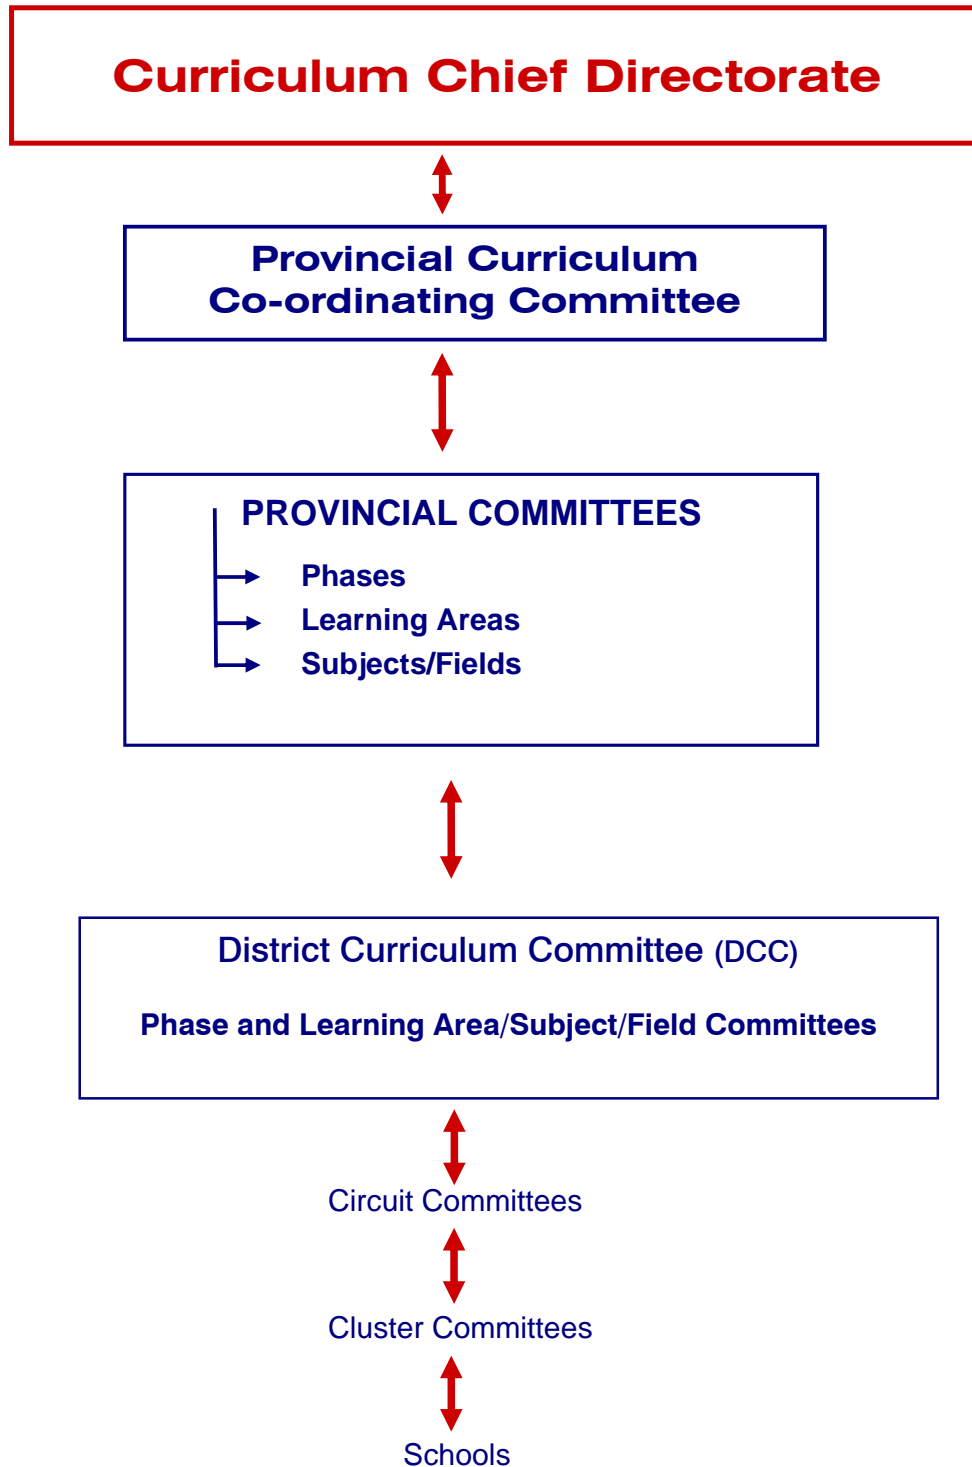 Curriculum Chief Directorate
Provincial Curriculum
Co-ordinating Committee
PROVINCIAL COMMITTEES
Phases
Learning Areas
Subjects/Fields
District Curriculum Committee (DCC)
Phase and Learning Area/Subject/Field Committees
Circuit Committees
Cluster Committees
Schools